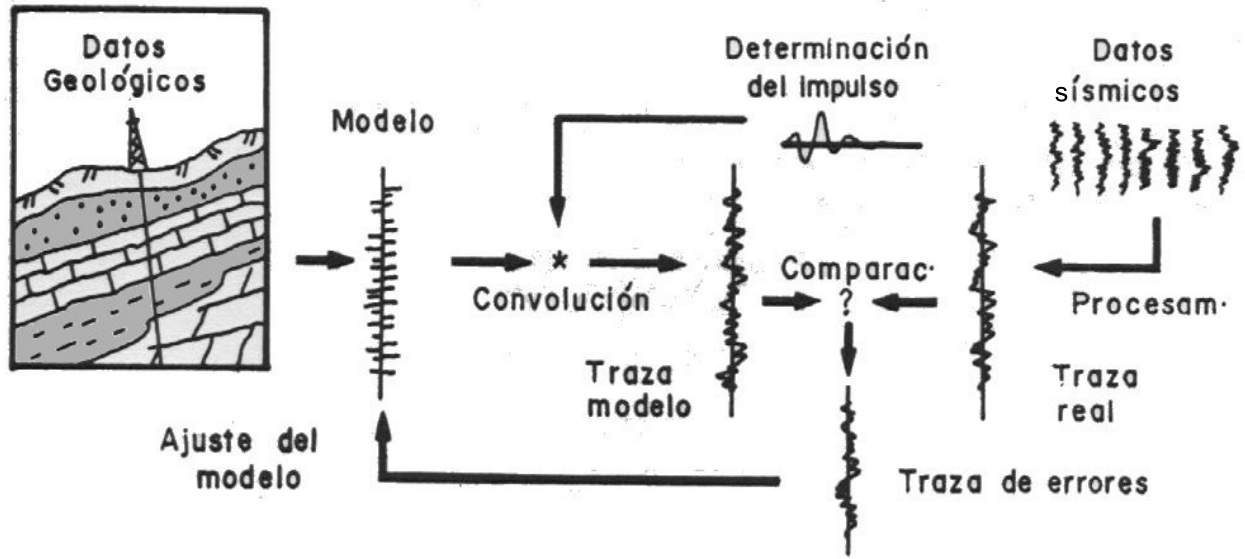 Datos
Geológicos
Modelo
Determinación
del Impulso
Datos
sísmicos
*
Convolución
Comparac.
?
Procesam.
Traza
modelo
Traza
real
Ajuste del
modelo
Traza de errores